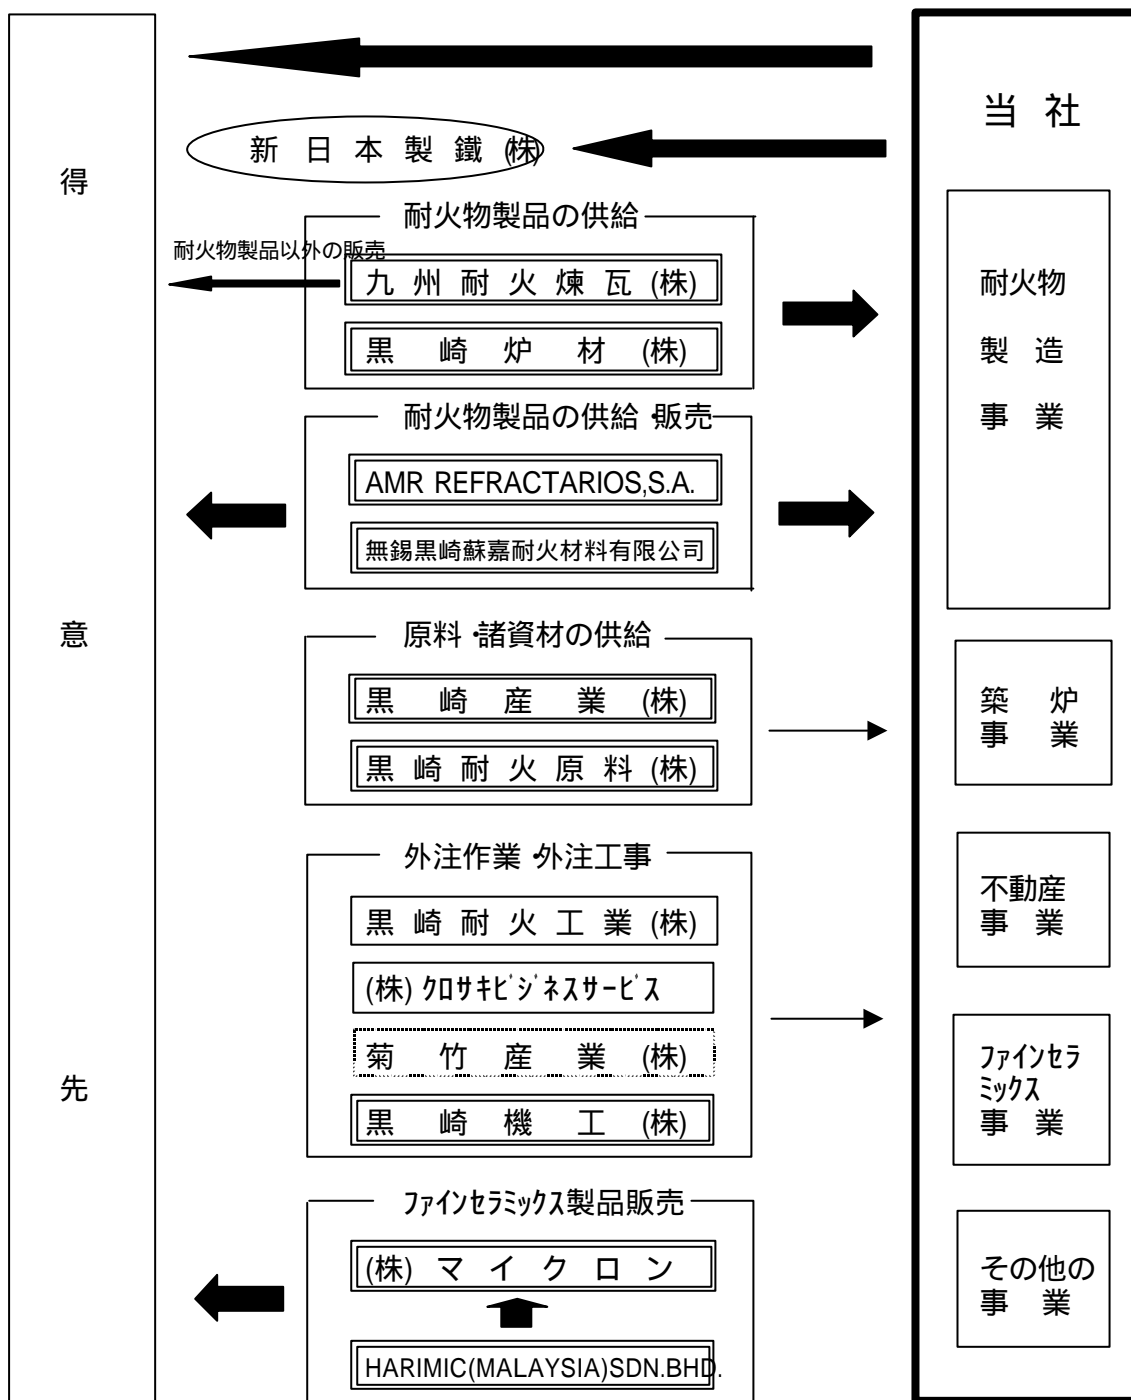 得
意
先
新日本製鐵(株)
耐火物製品の供給
耐火物製品以外の販売
九州耐火煉瓦(株)
黒崎炉材(株)
耐火物製品の供給・販売
AMR REFRACTARIOS,S.A.
無錫黒崎蘇嘉耐火材料有限公司
原料・諸資材の供給
黒崎産業(株)
黒崎耐火原料(株)
外注作業・外注工事
黒崎耐火工業(株)
(株)クロサキビジネスサービス
菊竹産業(株)
黒崎機工(株)
ファインセラミックス製品販売
(株)マイクロン
HARIMIC(MALAYSIA)SDN.BHD.
当社
耐火物
製造
事業
築炉
事業
不動産
事業
ファインセラ
ミックス
事業
その他の
事業